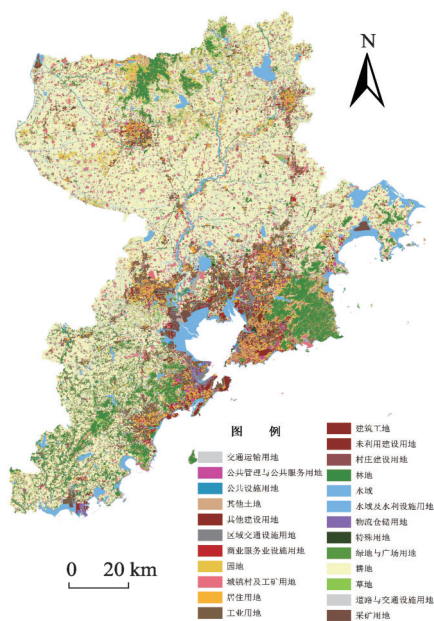 N
图 例
交通运输用地
公共管理与公共服务用地
公共设施用地
其他土地
其他建设用地
区域交通设施用地
商业服务业设施用地
园地
城镇村及工矿用地
居住用地
工业用地
建筑工地
未利用建设用地
村庄建设用地
林地
水域
水域及水利设施用地
物流仓储用地
特殊用地
绿地与广场用地
耕地
草地
道路与交通设施用地
采矿用地
0 20 km